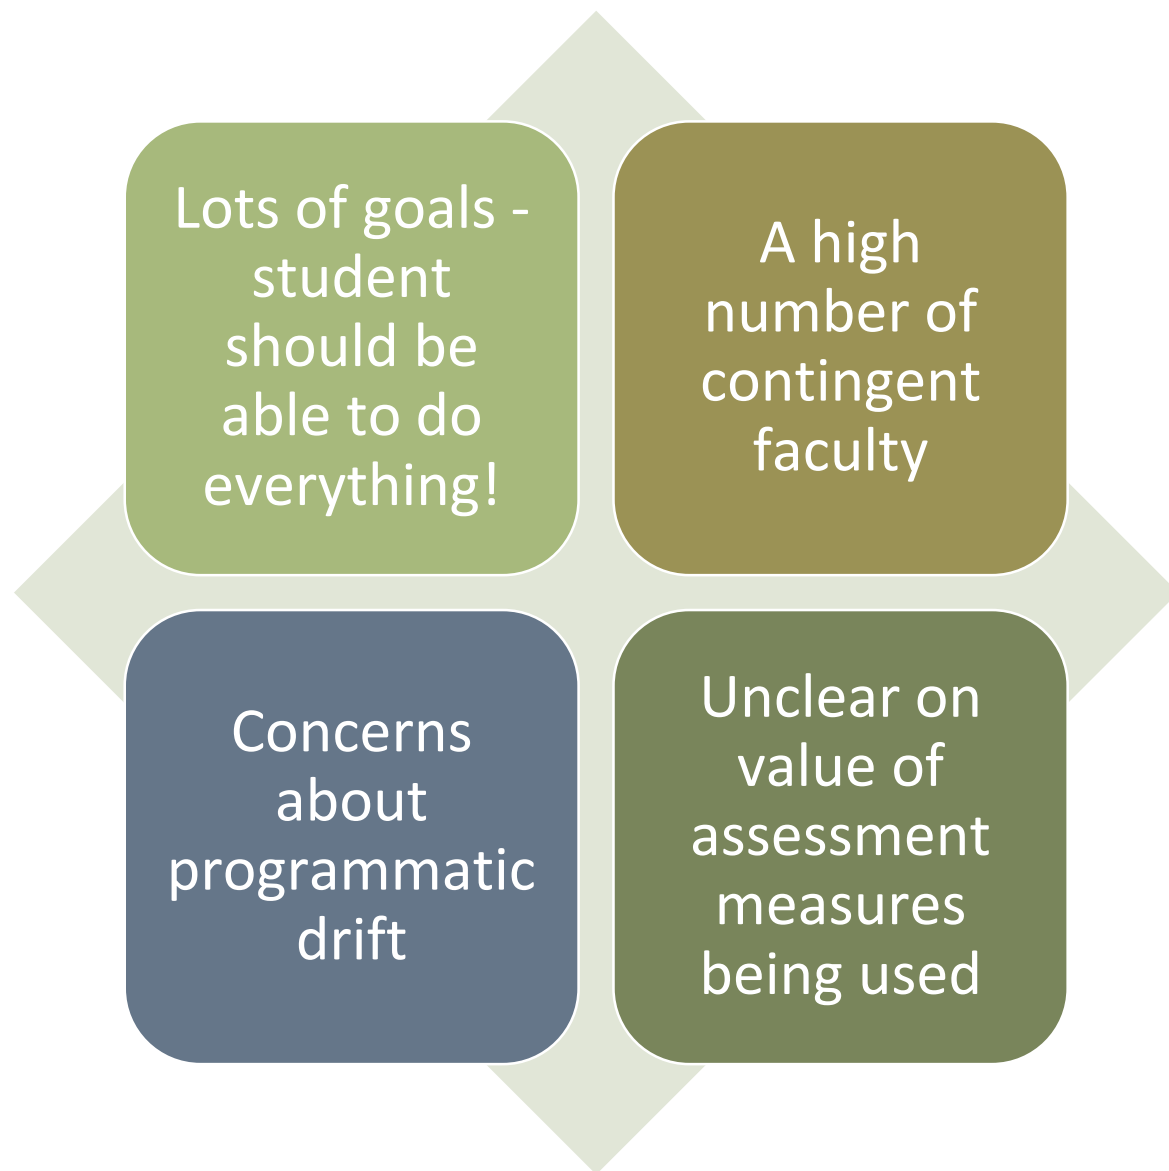 Lots of goals -
student
should be
able to do
everything!
A high
number of
contingent
faculty
Concerns
about
programmatic
drift
Unclear on
value of
assessment
measures
being used